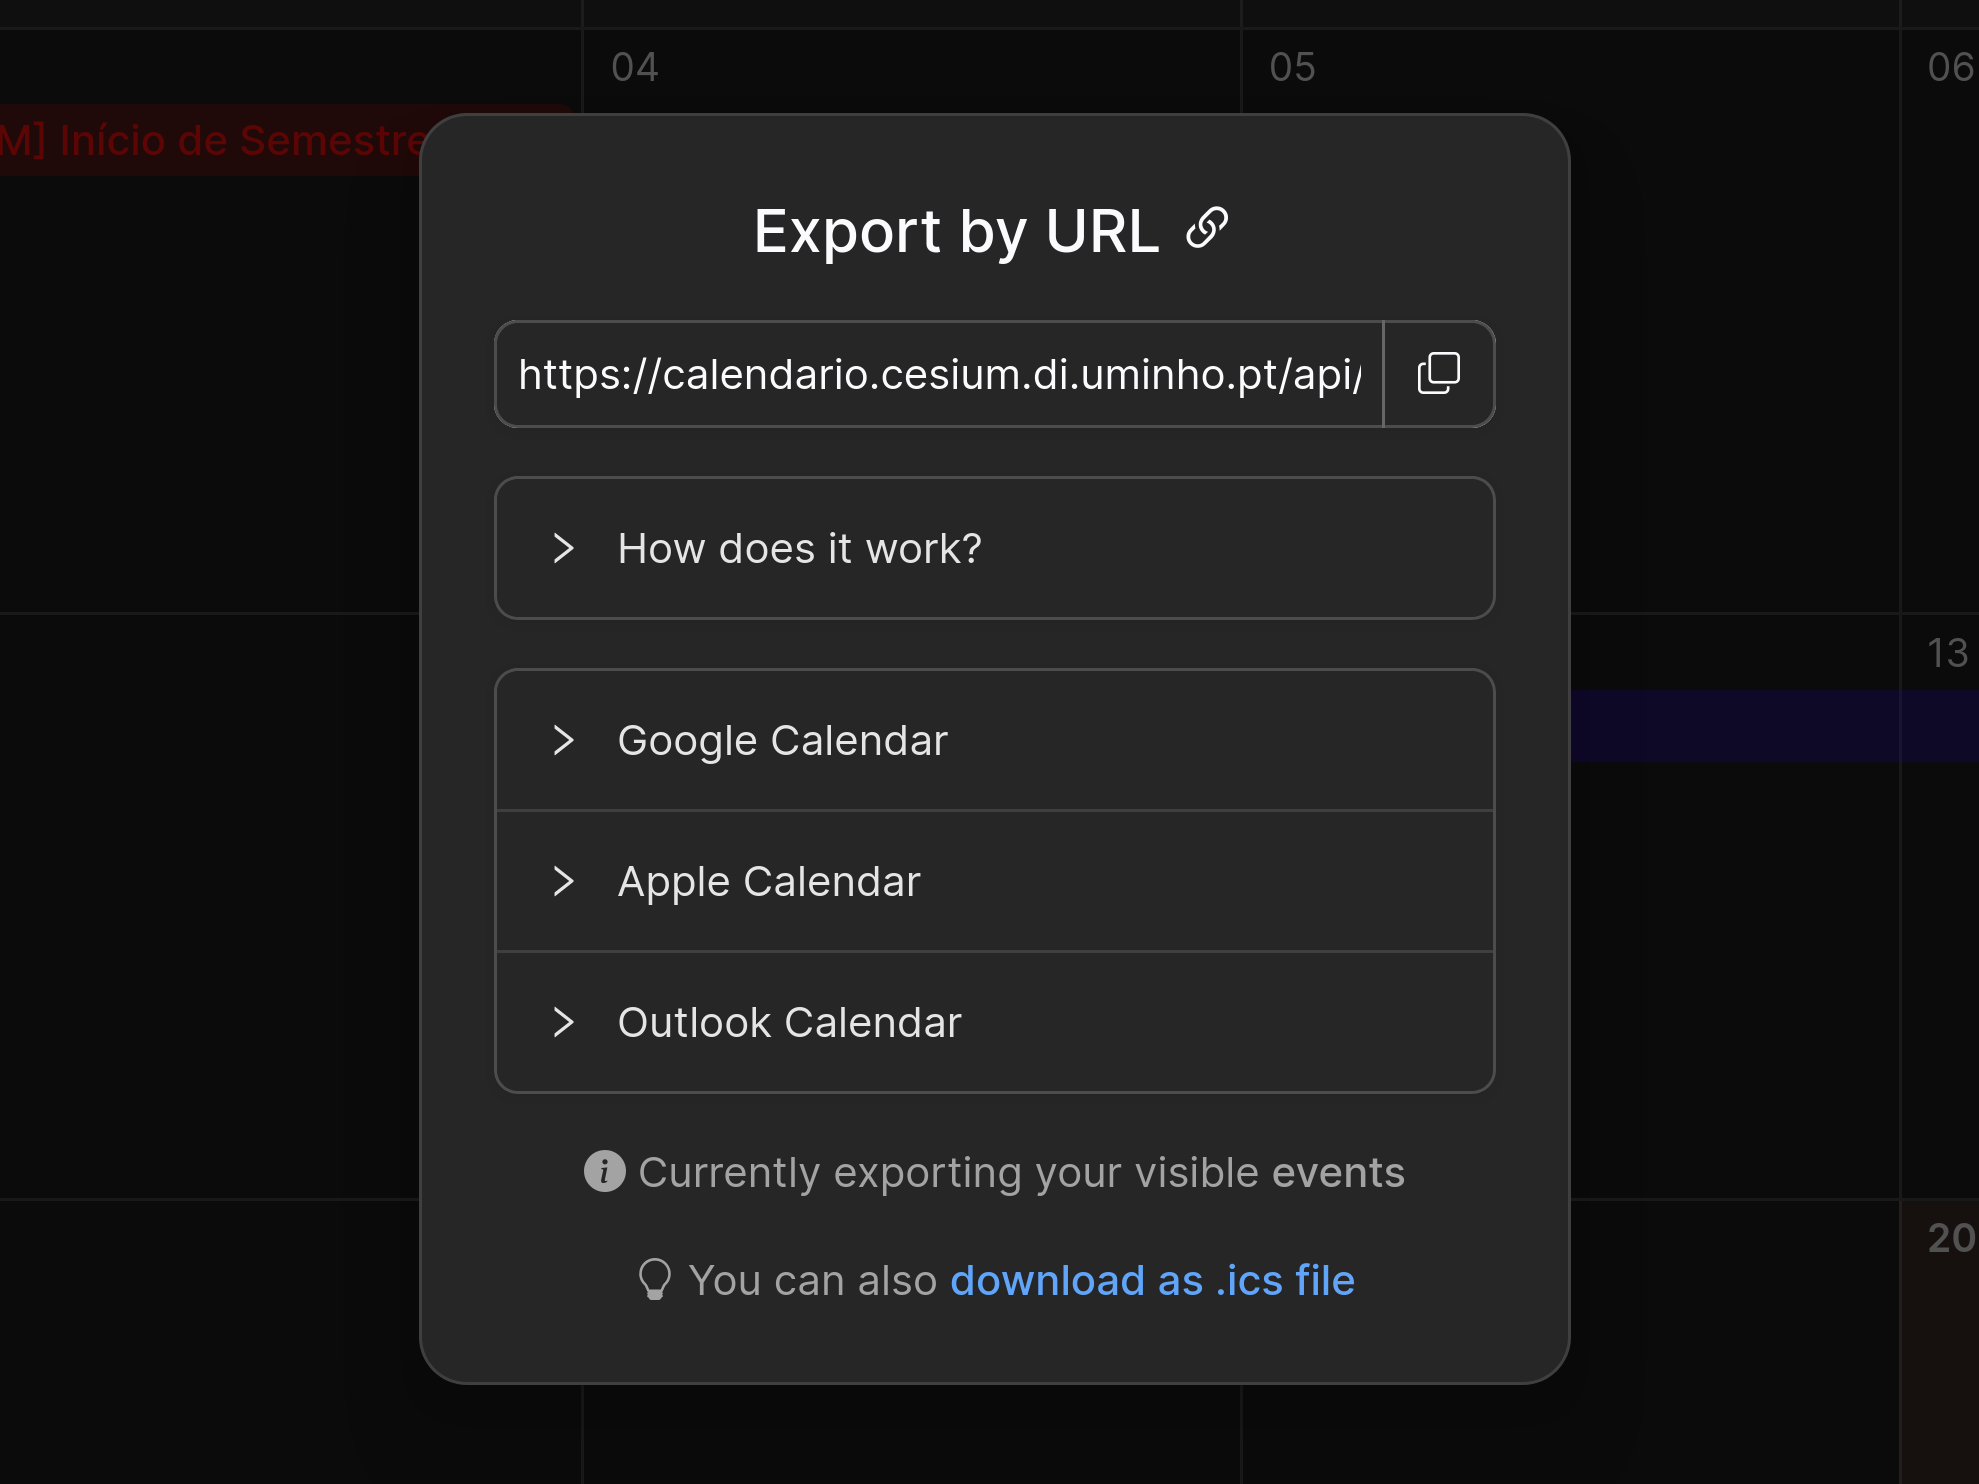 04
05
06
M] Início de Semestre
Export by URL
https://calendario.cesium.di.uminho.pt/api/
How does it work?
13
Google Calendar
Apple Calendar
Outlook Calendar
Currently exporting your visible events
20
You can also download as .ics file